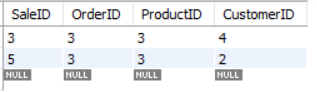 SaleID OrderID ProductID CustomerID
3 3 3 4
5 3 3 2
NULL NULL NULL NULL